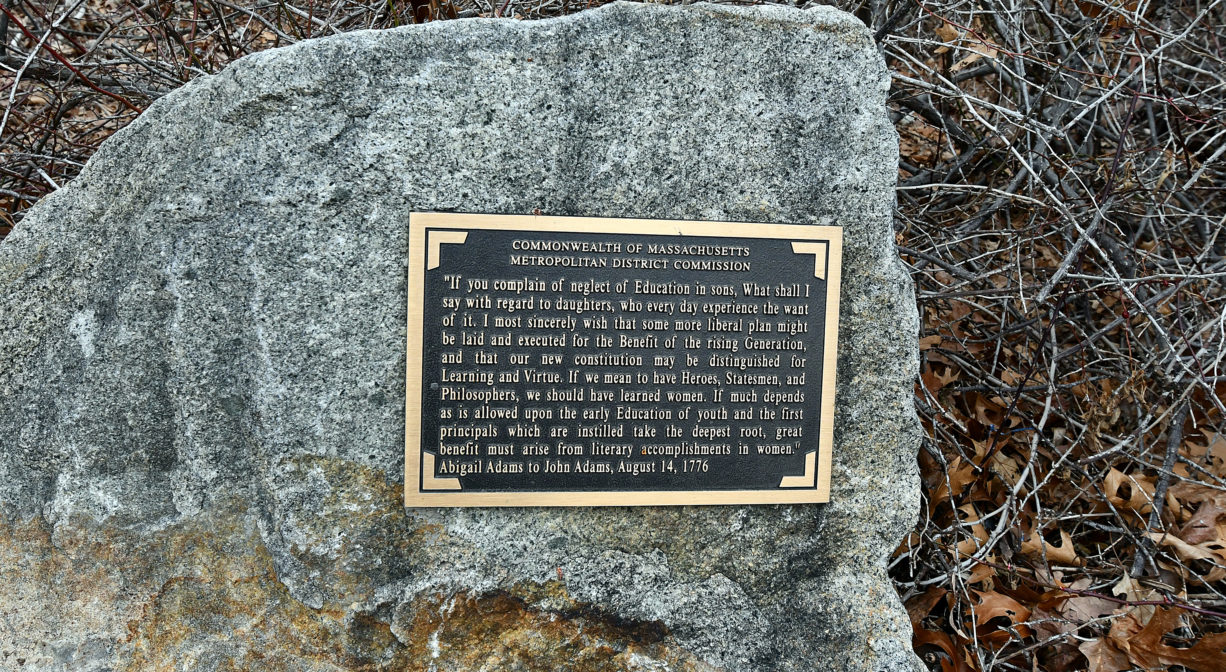 COMMONWEALTH OF MASSACHUSETTS
METROPOLITAN DISTRICT COMMISSION
"If you complain of neglect of Education in sons, What shall I
say with regard to daughters, who every day experience the want
of it. I most sincerely wish that some more liberal plan might
be laid and executed for the Benefit of the rising Generation,
and that our new constitution may be distinguished for
Learning and Virtue. If we mean to have Heroes, Statesmen, and
Philosophers, we should have learned women. If much depends
as is allowed upon the early Education of youth and the first
principals which are instilled take the deepest root, great
benefit must arise from literary accomplishments in women."
Abigail Adams to John Adams, August 14, 1776